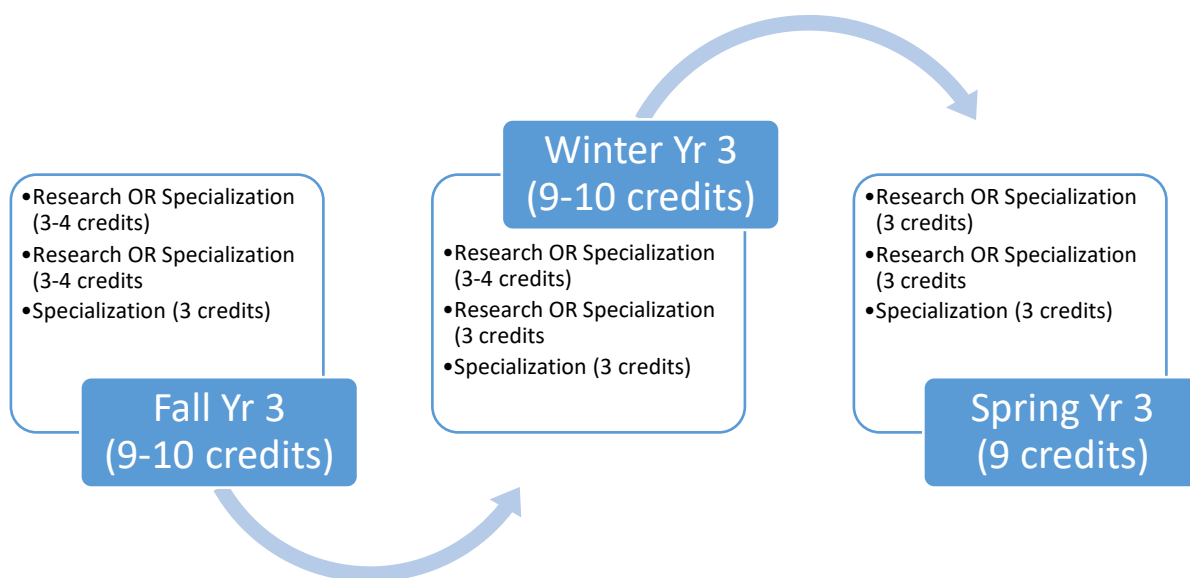 •Research OR Specialization
(3-4 credits)
•Research OR Specialization
(3-4 credits
•Specialization (3 credits)
Fall Yr 3
(9-10 credits)
Winter Yr 3
(9-10 credits)
•Research OR Specialization
(3-4 credits)
•Research OR Specialization
(3 credits
•Specialization (3 credits)
•Research OR Specialization
(3 credits)
•Research OR Specialization
(3 credits
•Specialization (3 credits)
Spring Yr 3
(9 credits)